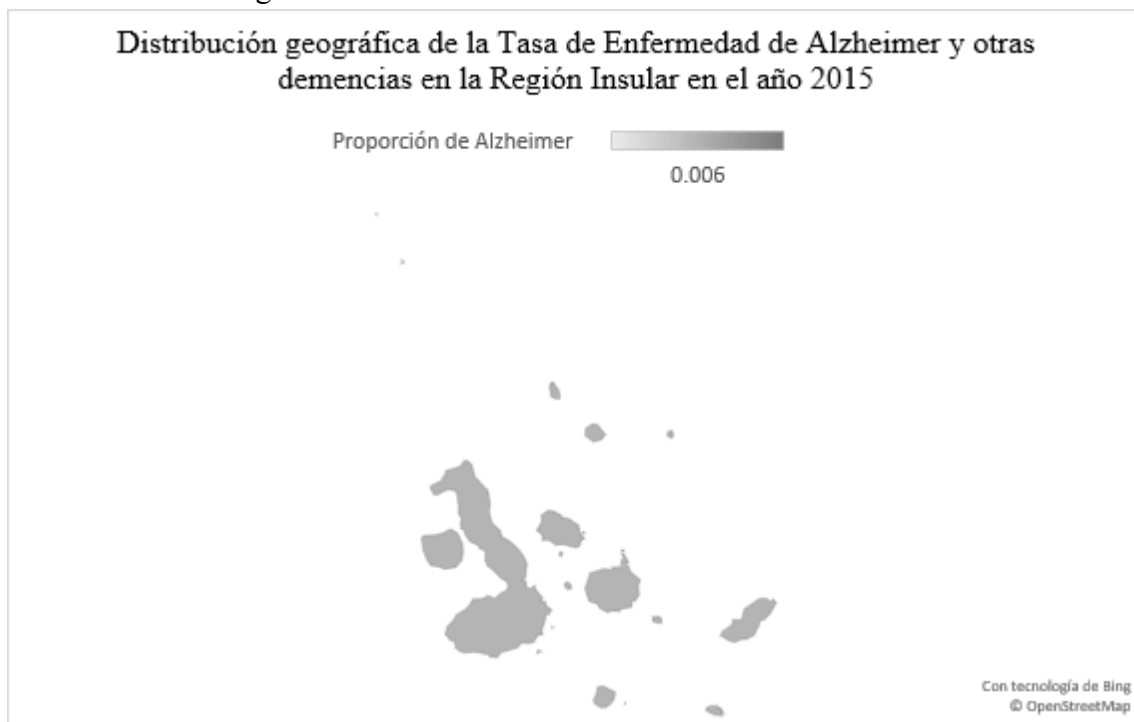 Distribución geográfica de la Tasa de Enfermedad de Alzheimer y otras
demencias en la Región Insular en el año 2015
Proporción de Alzheimer
0.006
Con tecnología de Bing
© OpenStreetMap